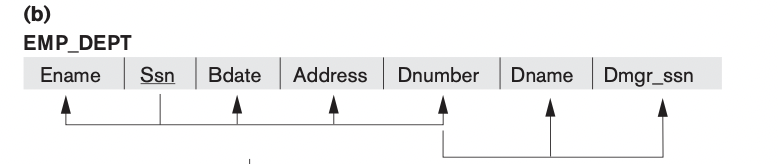 (b)
EMP_DEPT
Ename Ssn Bdate Address Dnumber Dname Dmgr_ssn